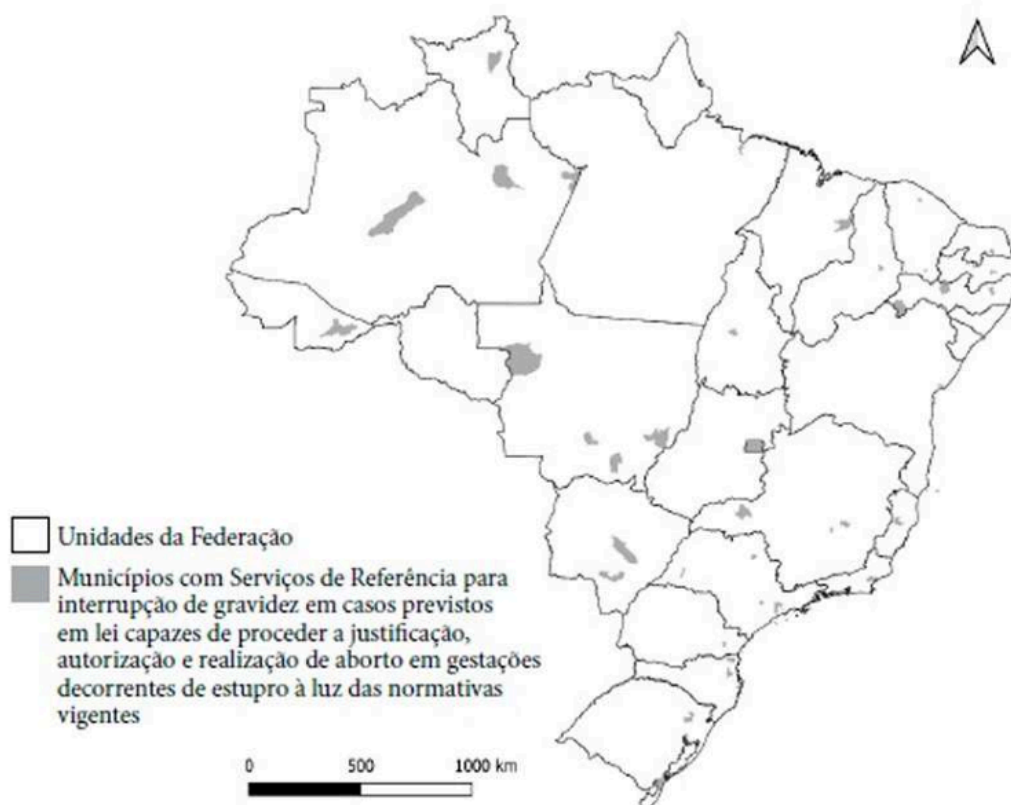 Unidades da Federação
Municípios com Serviços de Referência para
interrupção de gravidez em casos previstos
em lei capazes de proceder a justificação,
autorização e realização de aborto em gestações
decorrentes de estupro à luz das normativas
vigentes
0 500 1000 km